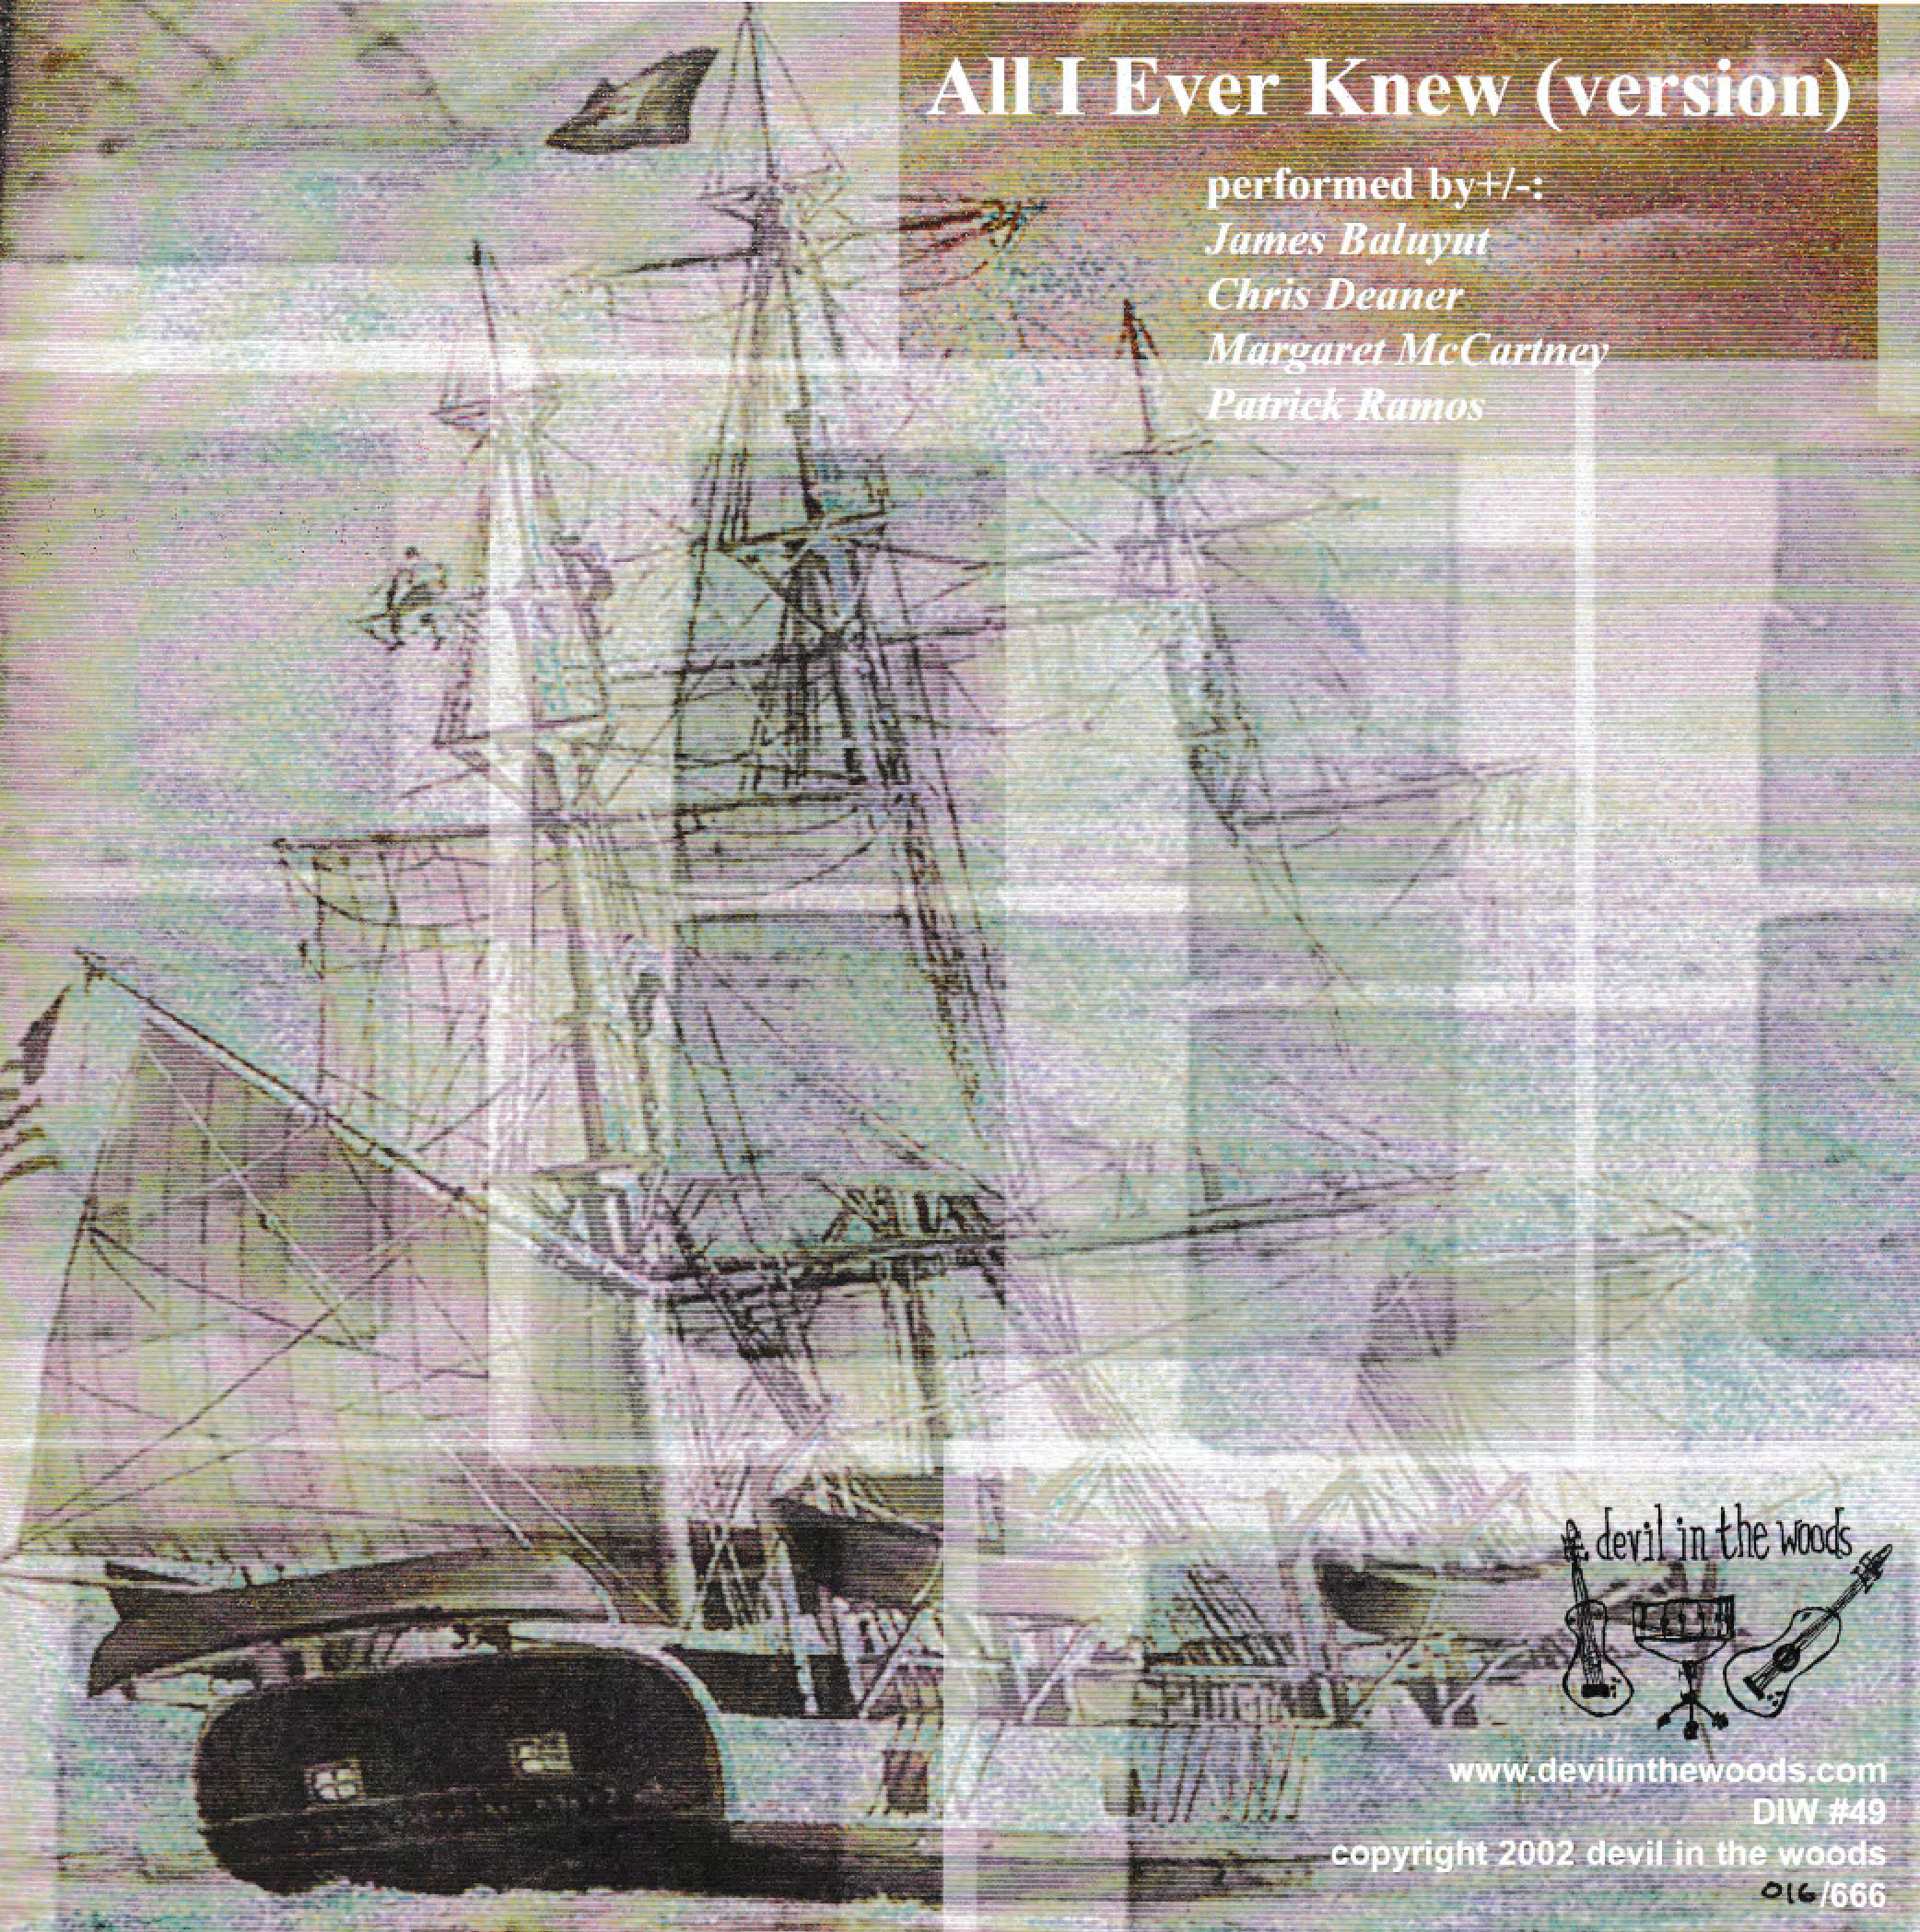 All I Ever Knew (version)
performed by+/-:
James Baluyut
Chris Deaner
Margaret McCartney
Patrick Ramos
devil in the woods
www.devilinthewoods.com
DIW #49
copyright 2002 devil in the woods
016/666